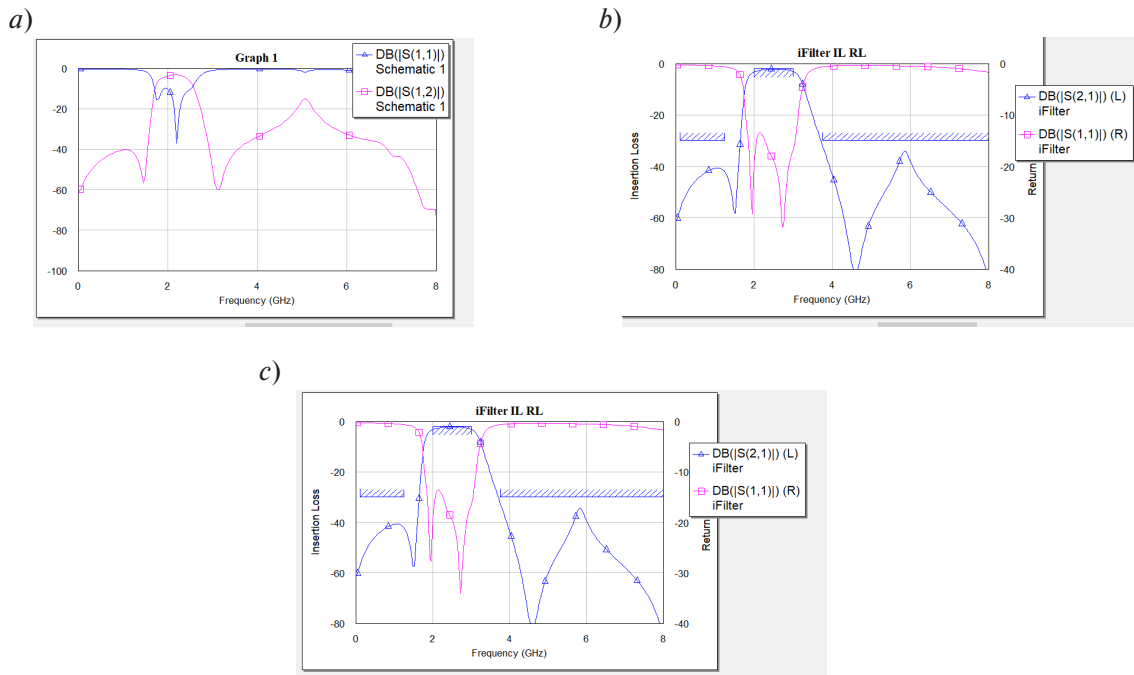 a)
Graph 1
DB(|S(1,1)|)
Schematic 1
DB(|S(1,2)|)
Schematic 1
0
-20
-40
-60
-80
-100
0 2 4 6 8
Frequency (GHz)
b)
iFilter IL RL
DB(|S(2,1)|) (L)
iFilter
DB(|S(1,1)|) (R)
iFilter
Insertion Loss
0
-20
-40
-60
-80
0
-10
-20
-30
-40
Return
0 2 4 6 8
Frequency (GHz)
c)
iFilter IL RL
DB(|S(2,1)|) (L)
iFilter
DB(|S(1,1)|) (R)
iFilter
Insertion Loss
0
-20
-40
-60
-80
0
-10
-20
-30
-40
Return
0 2 4 6 8
Frequency (GHz)